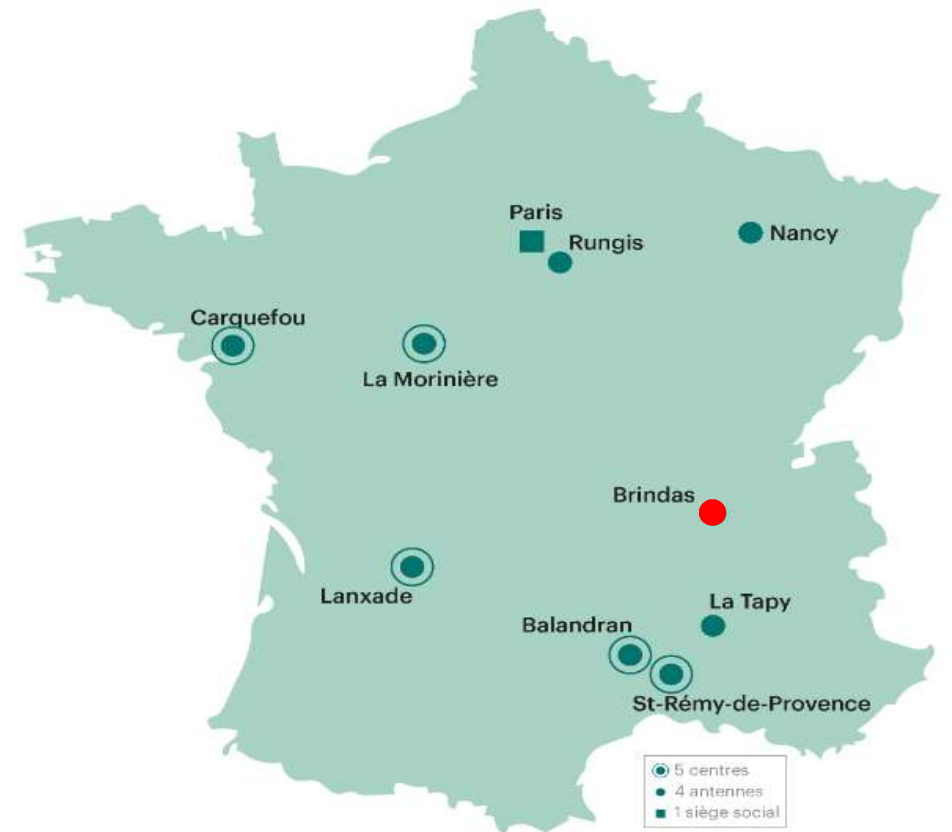 Paris
Rungis
Nancy
Carquefou
La Morinière
Brindas
Lanxade
La Tapy
Balandran
St-Rémy-de-Provence
5 centres
4 antennes
1 siège social